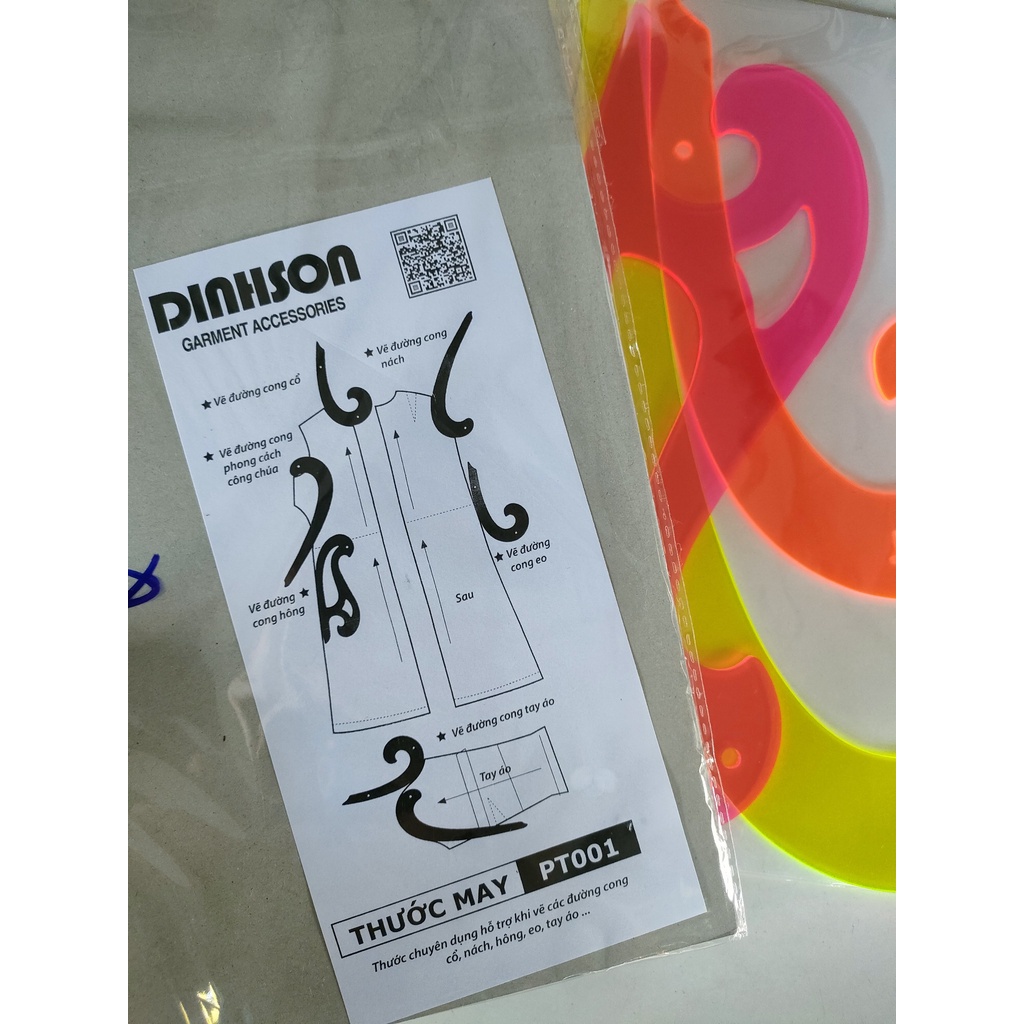 DINHSON
GARMENT ACCESSORIES
★ Vẽ đường cong cổ
★ Vẽ đường cong
nách
★ Vẽ đường cong
phong cách
công chúa
★ Vẽ đường
cong eo
Vẽ đường ★
cong hông
Sau
★ Vẽ đường cong tay áo
Tay áo
THƯỚC MAY PT001
Thước chuyên dụng hỗ trợ khi vẽ các đường cong
cổ, nách, hông, eo, tay áo ...